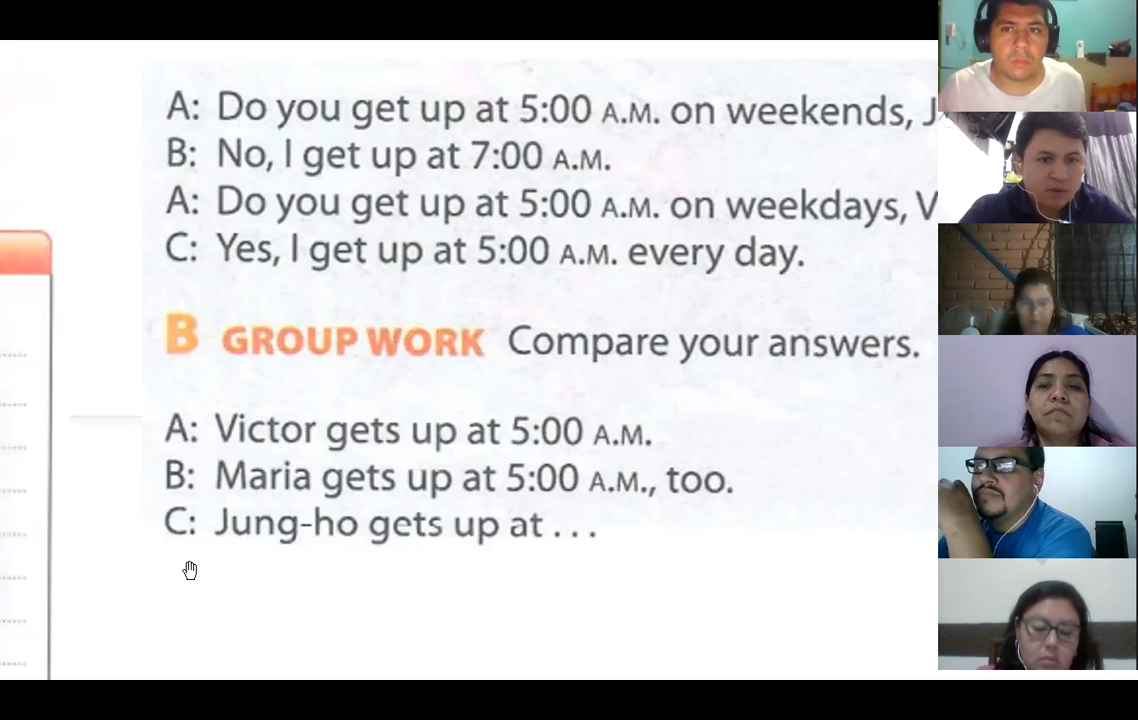 A: Do you get up at 5:00 A.M. on weekends, J
B: No, I get up at 7:00 A.M.
A: Do you get up at 5:00 A.M. on weekdays, V
C: Yes, I get up at 5:00 A.M. every day.
B GROUP WORK Compare your answers.
A: Victor gets up at 5:00 A.M.
B: Maria gets up at 5:00 A.M., too.
C: Jung-ho gets up at . . .